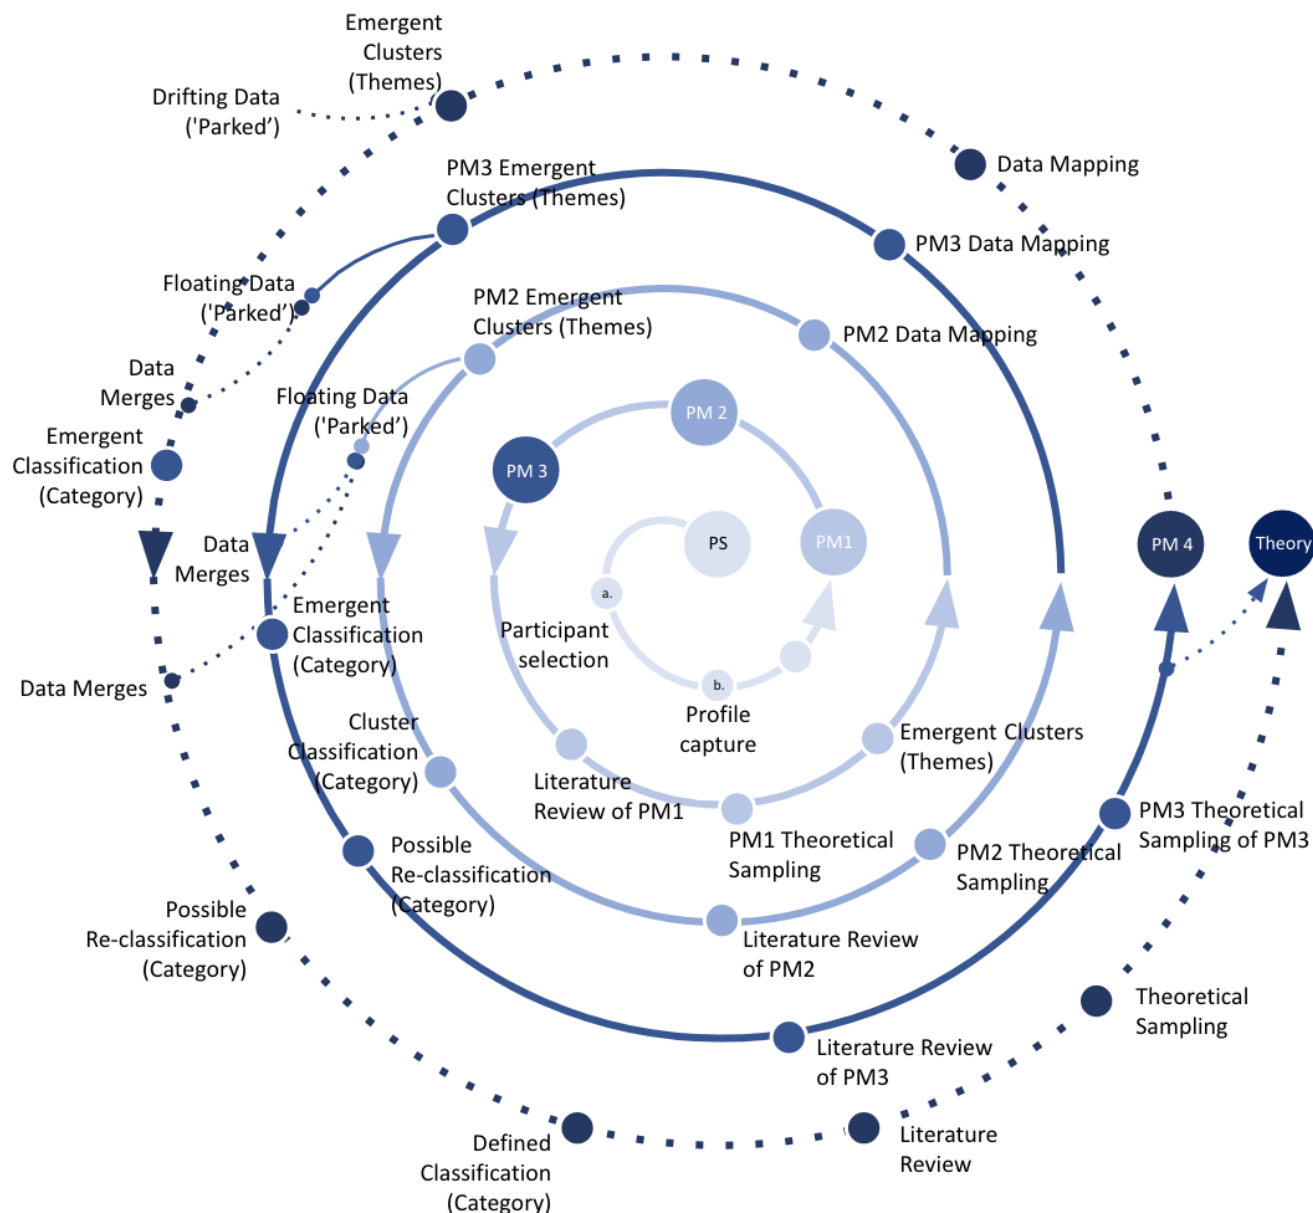 Emergent
Clusters
(Themes)
Drifting Data
('Parked’)
Data Mapping
PM3 Emergent
Clusters (Themes)
PM3 Data Mapping
Floating Data
('Parked’)
PM2 Emergent
Clusters (Themes)
PM2 Data Mapping
Data
Merges
Floating Data
('Parked’)
PM 2
Emergent
Classification
(Category)
PM 3
PS
PM1
PM 4
Theory
Data
Merges
a.
Emergent
Classification
(Category)
Participant
selection
Data Merges
b.
Profile
capture
Cluster
Classification
(Category)
Emergent Clusters
(Themes)
Literature
Review of PM1
PM1 Theoretical
Sampling
PM3 Theoretical
Sampling of PM3
Possible
Re-classification
(Category)
PM2 Theoretical
Sampling
Possible
Re-classification
(Category)
Literature Review
of PM2
Theoretical
Sampling
Literature Review
of PM3
Defined
Classification
(Category)
Literature
Review